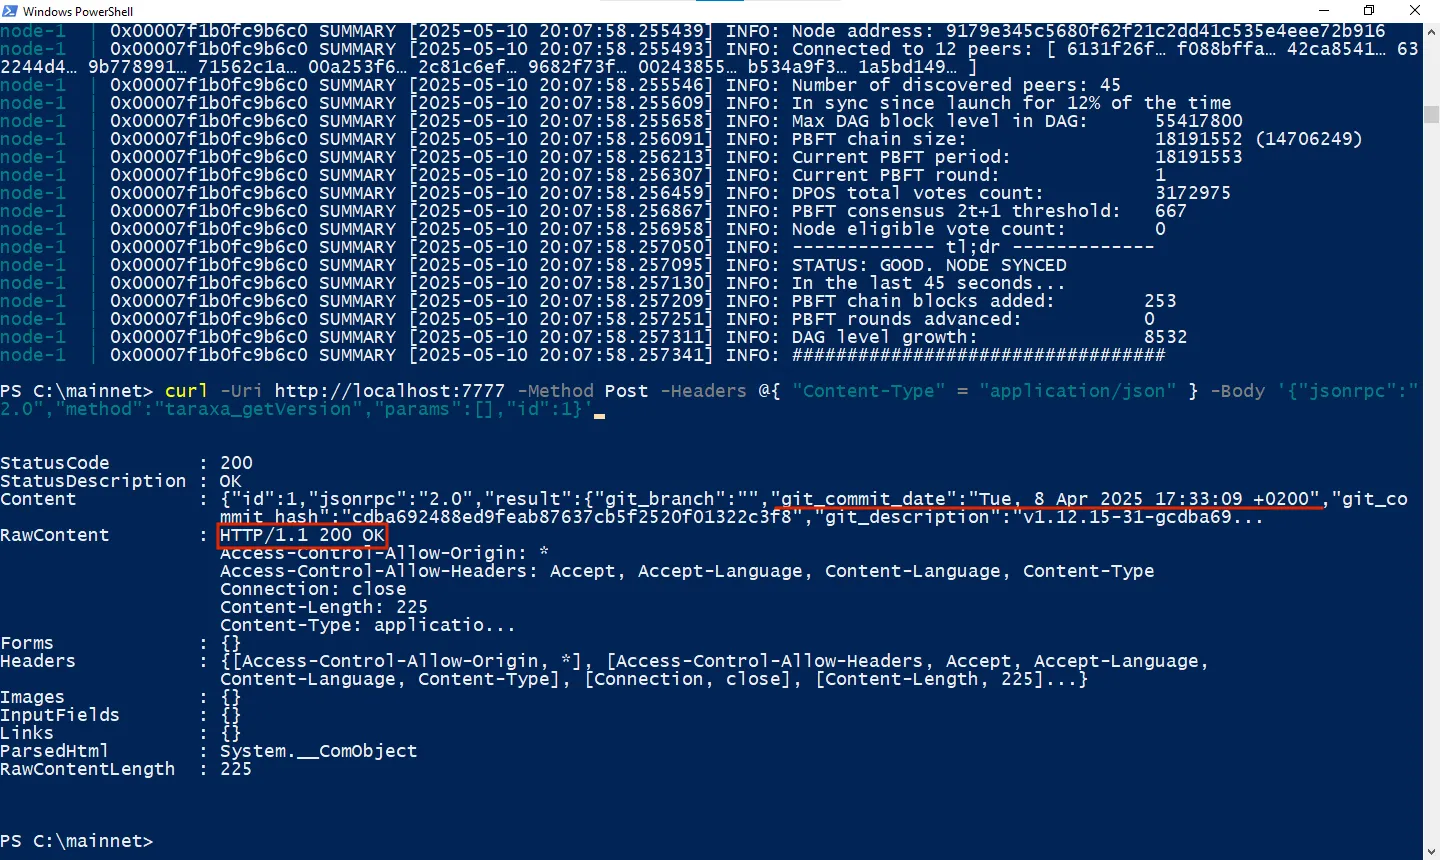 Windows PowerShell
node-1 | 0x00007f1b0fc9b6c0 SUMMARY [2025-05-10 20:07:58.255439] INFO: Node address: 9179e345c5680f62f21c2dd41c535e4eee72b916
node-1 | 0x00007f1b0fc9b6c0 SUMMARY [2025-05-10 20:07:58.255493] INFO: Connected to 12 peers: [ 6131f26f… f088bffa… 42ca8541… 63
2244d4… 9b778991… 71562c1a… 00a253f6… 2c81c6ef… 9682f73f… 00243855… b534a9f3… 1a5bd149… ]
node-1 | 0x00007f1b0fc9b6c0 SUMMARY [2025-05-10 20:07:58.255546] INFO: Number of discovered peers: 45
node-1 | 0x00007f1b0fc9b6c0 SUMMARY [2025-05-10 20:07:58.255609] INFO: In sync since launch for 12% of the time
node-1 | 0x00007f1b0fc9b6c0 SUMMARY [2025-05-10 20:07:58.255658] INFO: Max DAG block level in DAG: 55417800
node-1 | 0x00007f1b0fc9b6c0 SUMMARY [2025-05-10 20:07:58.256091] INFO: PBFT chain size: 18191552 (14706249)
node-1 | 0x00007f1b0fc9b6c0 SUMMARY [2025-05-10 20:07:58.256213] INFO: Current PBFT period: 18191553
node-1 | 0x00007f1b0fc9b6c0 SUMMARY [2025-05-10 20:07:58.256307] INFO: Current PBFT round: 1
node-1 | 0x00007f1b0fc9b6c0 SUMMARY [2025-05-10 20:07:58.256459] INFO: DPOS total votes count: 3172975
node-1 | 0x00007f1b0fc9b6c0 SUMMARY [2025-05-10 20:07:58.256867] INFO: PBFT consensus 2t+1 threshold: 667
node-1 | 0x00007f1b0fc9b6c0 SUMMARY [2025-05-10 20:07:58.256958] INFO: Node eligible vote count: 0
node-1 | 0x00007f1b0fc9b6c0 SUMMARY [2025-05-10 20:07:58.257050] INFO: ------------- tl;dr -------------
node-1 | 0x00007f1b0fc9b6c0 SUMMARY [2025-05-10 20:07:58.257095] INFO: STATUS: GOOD. NODE SYNCED
node-1 | 0x00007f1b0fc9b6c0 SUMMARY [2025-05-10 20:07:58.257130] INFO: In the last 45 seconds...
node-1 | 0x00007f1b0fc9b6c0 SUMMARY [2025-05-10 20:07:58.257209] INFO: PBFT chain blocks added: 253
node-1 | 0x00007f1b0fc9b6c0 SUMMARY [2025-05-10 20:07:58.257251] INFO: PBFT rounds advanced: 0
node-1 | 0x00007f1b0fc9b6c0 SUMMARY [2025-05-10 20:07:58.257311] INFO: DAG level growth: 8532
node-1 | 0x00007f1b0fc9b6c0 SUMMARY [2025-05-10 20:07:58.257341] INFO: ##################################
PS C:\mainnet> curl -Uri http://localhost:7777 -Method Post -Headers @{ "Content-Type" = "application/json" } -Body '{"jsonrpc":"
2.0","method":"taraxa_getVersion","params":[],"id":1}'
StatusCode : 200
StatusDescription : OK
Content : {"id":1,"jsonrpc":"2.0","result":{"git_branch":"","git_commit_date":"Tue, 8 Apr 2025 17:33:09 +0200","git_co
mmit_hash":"cdba692488ed9feab87637cb5f2520f01322c3f8","git_description":"v1.12.15-31-gcdba69...
RawContent : HTTP/1.1 200 OK
Access-Control-Allow-Origin: *
Access-Control-Allow-Headers: Accept, Accept-Language, Content-Language, Content-Type
Connection: close
Content-Length: 225
Content-Type: applicatio...
Forms : {}
Headers : {[Access-Control-Allow-Origin, *], [Access-Control-Allow-Headers, Accept, Accept-Language,
Content-Language, Content-Type], [Connection, close], [Content-Length, 225]...}
Images : {}
InputFields : {}
Links : {}
ParsedHtml : System.__ComObject
RawContentLength : 225
PS C:\mainnet>